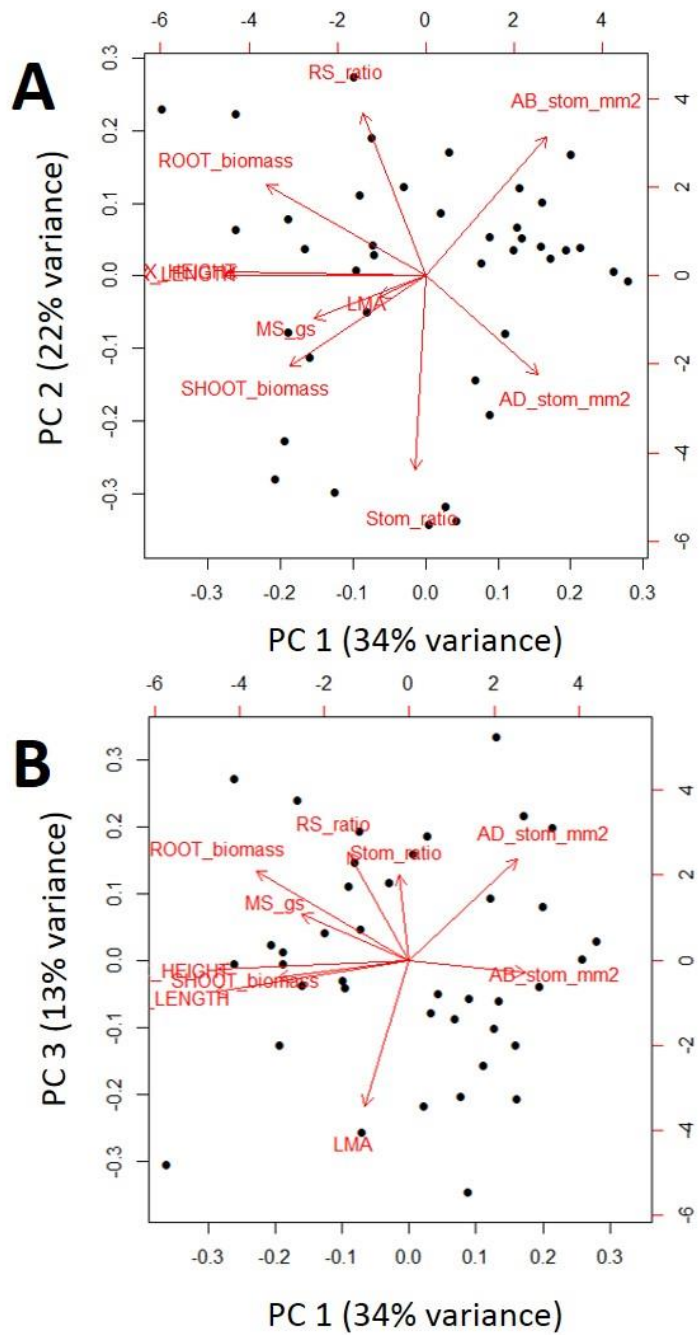 -6 -4 -2 0 2 4
A
0.3
0.2
0.1
0.0
-0.1
-0.2
-0.3
PC 2 (22% variance)
RS_ratio
AB_stom_mm2
ROOT_biomass
X_HEIGHT
_LENGTH
LMA
MS_gs
SHOOT_biomass
AD_stom_mm2
Stom_ratio
4
2
0
-2
-4
-6
-0.3 -0.2 -0.1 0.0 0.1 0.2 0.3
PC 1 (34% variance)
-6 -4 -2 0 2 4
B
0.3
0.2
0.1
0.0
-0.1
-0.2
-0.3
PC 3 (13% variance)
RS_ratio
AD_stom_mm2
ROOT_biomass
Stom_ratio
MS_gs
_HEIGHT
SHOOT_biomass
AB_stom_mm2
_LENGTH
LMA
4
2
0
-2
-4
-6
-0.3 -0.2 -0.1 0.0 0.1 0.2 0.3
PC 1 (34% variance)